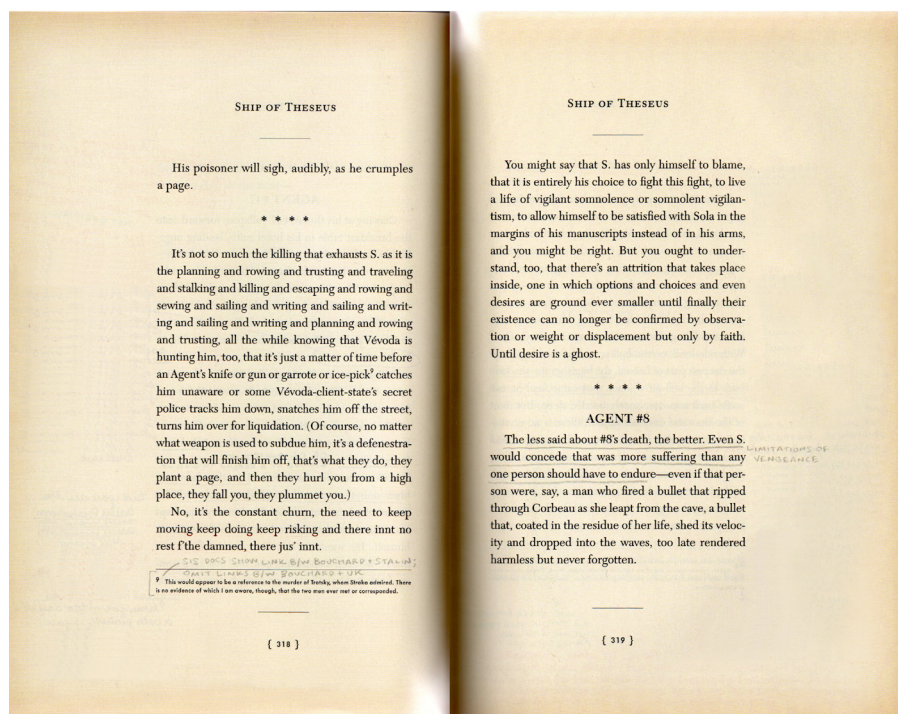 SHIP OF THESEUS
His poisoner will sigh, audibly, as he crumples
a page.
* * * *
It's not so much the killing that exhausts S. as it is
the planning and rowing and trusting and traveling
and stalking and killing and escaping and rowing and
sewing and sailing and writing and sailing and writ-
ing and sailing and writing and planning and rowing
and trusting, all the while knowing that Vévoda is
hunting him, too, that it's just a matter of time before
an Agent's knife or gun or garrote or ice-pick⁹ catches
him unaware or some Vévoda-client-state's secret
police tracks him down, snatches him off the street,
turns him over for liquidation. (Of course, no matter
what weapon is used to subdue him, it's a defenestra-
tion that will finish him off, that's what they do, they
plant a page, and then they hurl you from a high
place, they fall you, they plummet you.)
No, it's the constant churn, the need to keep
moving keep doing keep risking and there innt no
rest f'the damned, there jus' innt.
SIS DOCS SHOW LINK B/W BOUCHARD + STALIN;
OMIT LINKS B/W BOUCHARD + UK
9 This would appear to be a reference to the murder of Trotsky, whom Straka admired. There
is no evidence of which I am aware, though, that the two men ever met or corresponded.
{ 318 }
SHIP OF THESEUS
You might say that S. has only himself to blame,
that it is entirely his choice to fight this fight, to live
a life of vigilant somnolence or somnolent vigilan-
tism, to allow himself to be satisfied with Sola in the
margins of his manuscripts instead of in his arms,
and you might be right. But you ought to under-
stand, too, that there's an attrition that takes place
inside, one in which options and choices and even
desires are ground ever smaller until finally their
existence can no longer be confirmed by observa-
tion or weight or displacement but only by faith.
Until desire is a ghost.
* * * *
AGENT #8
The less said about #8's death, the better. Even S.
would concede that was more suffering than any
one person should have to endure—even if that per-
son were, say, a man who fired a bullet that ripped
through Corbeau as she leapt from the cave, a bullet
that, coated in the residue of her life, shed its veloc-
ity and dropped into the waves, too late rendered
harmless but never forgotten.
LIMITATIONS OF
VENGEANCE
{ 319 }